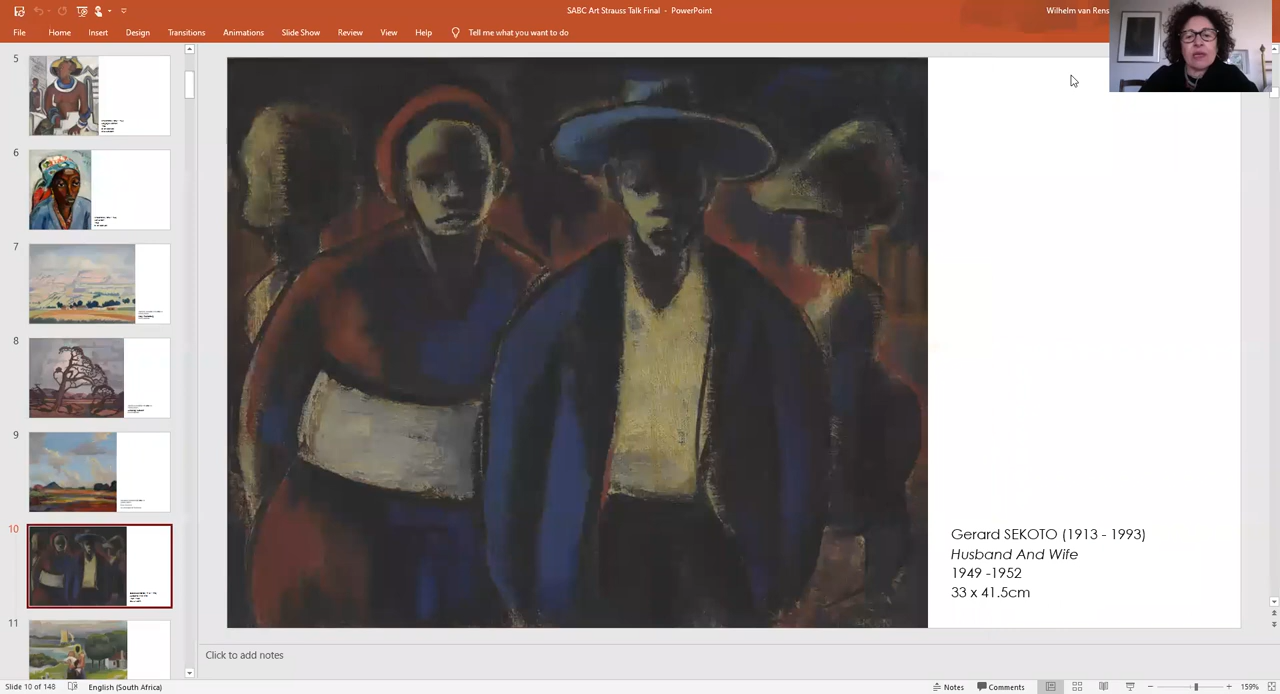 SABC Art Strauss Talk Final - PowerPoint
Wilhelm van Rens
File Home Insert Design Transitions Animations Slide Show Review View Help Tell me what you want to do
5
6
7
8
9
10
11
Gerard SEKOTO (1913 - 1993)
Husband And Wife
1949 -1952
33 x 41.5cm
Click to add notes
Slide 10 of 148 English (South Africa) Notes Comments 159%